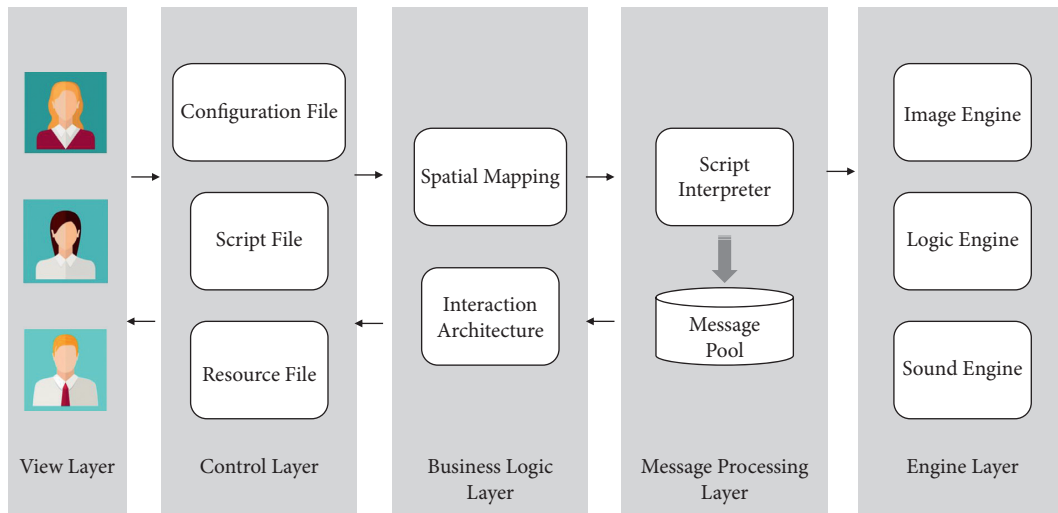 Configuration File
Script File
Resource File
Spatial Mapping
Interaction
Architecture
Script
Interpreter
Message
Pool
Image Engine
Logic Engine
Sound Engine
View Layer
Control Layer
Business Logic
Layer
Message Processing
Layer
Engine Layer